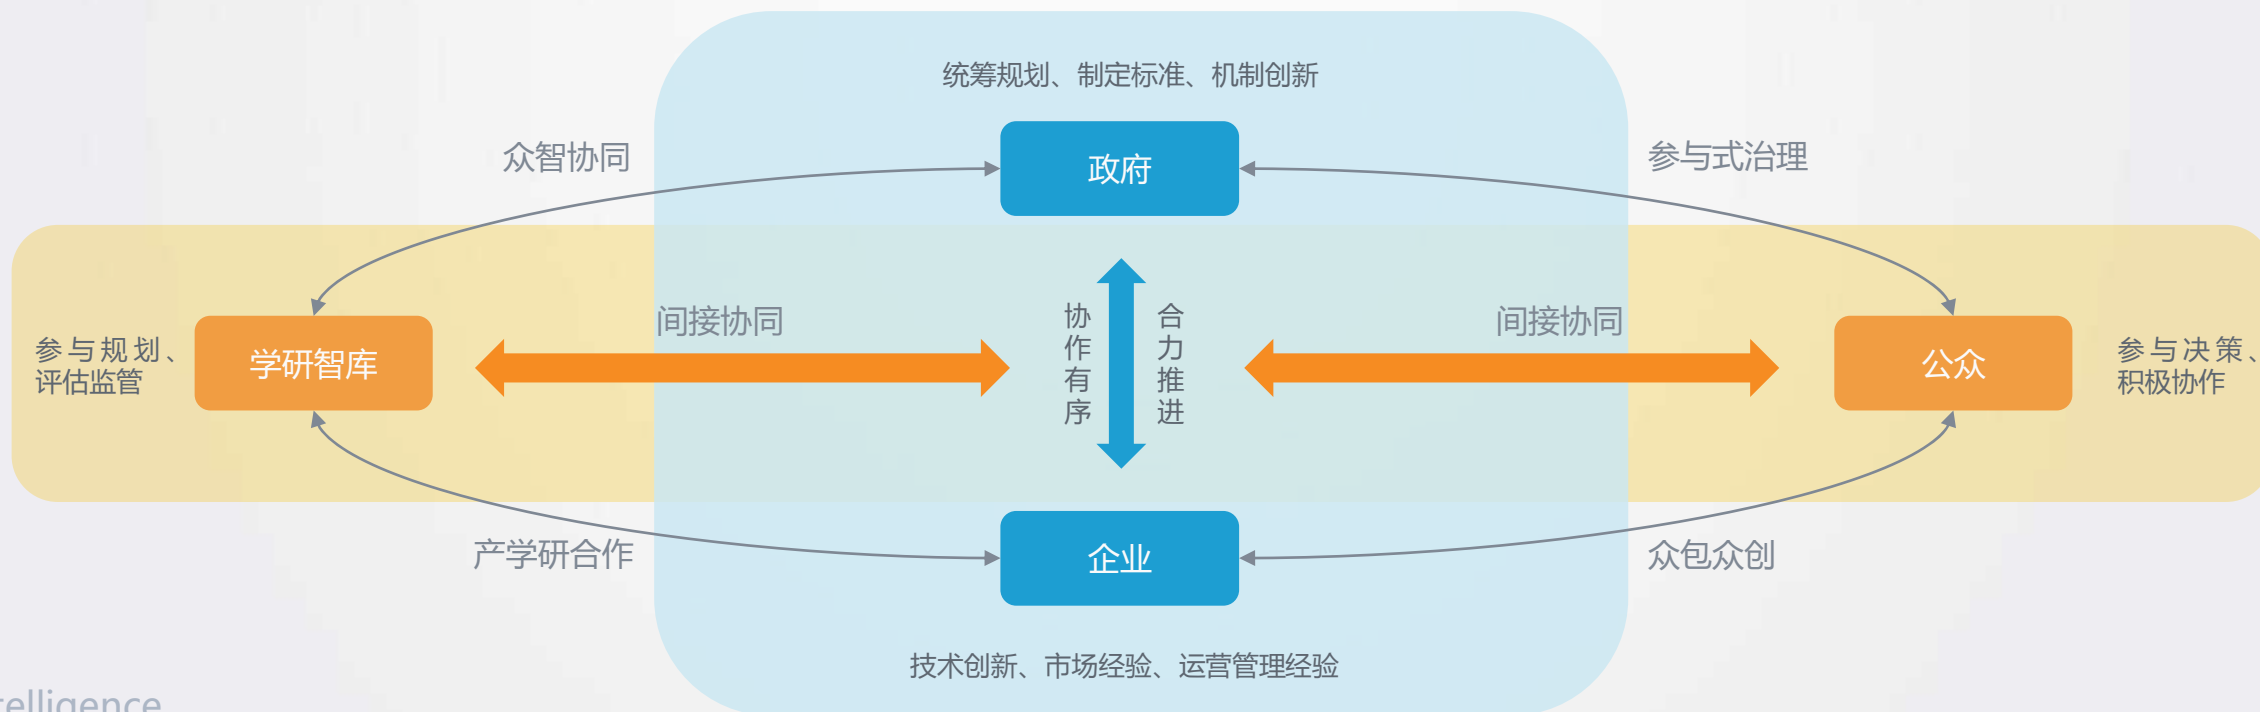 统筹规划、制定标准、机制创新
众智协同
政府
参与式治理
间接协同
协作有序
合力推进
间接协同
参与规划、
评估监管
学研智库
公众
参与决策、
积极协作
产学研合作
企业
众包众创
技术创新、市场经验、运营管理经验
telligence